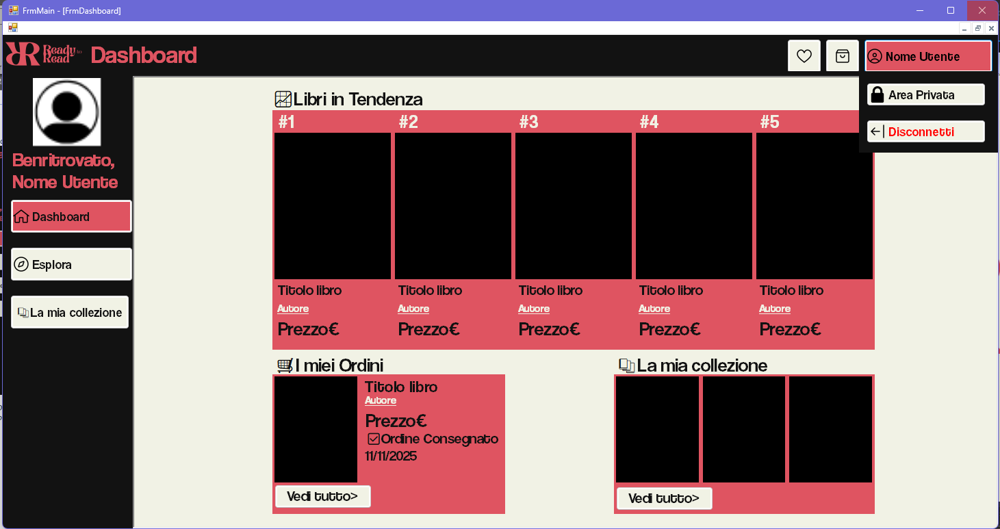 FrmMain - [FrmDashboard]
Ready to Read
Dashboard
Nome Utente
Area Privata
Disconnetti
Benritrovato,
Nome Utente
Dashboard
Esplora
La mia collezione
Libri in Tendenza
#1 #2 #3 #4 #5
Titolo libro Titolo libro Titolo libro Titolo libro Titolo libro
Autore Autore Autore Autore Autore
Prezzo€ Prezzo€ Prezzo€ Prezzo€ Prezzo€
I miei Ordini
Titolo libro
Autore
Prezzo€
Ordine Consegnato
11/11/2025
Vedi tutto>
La mia collezione
Vedi tutto>